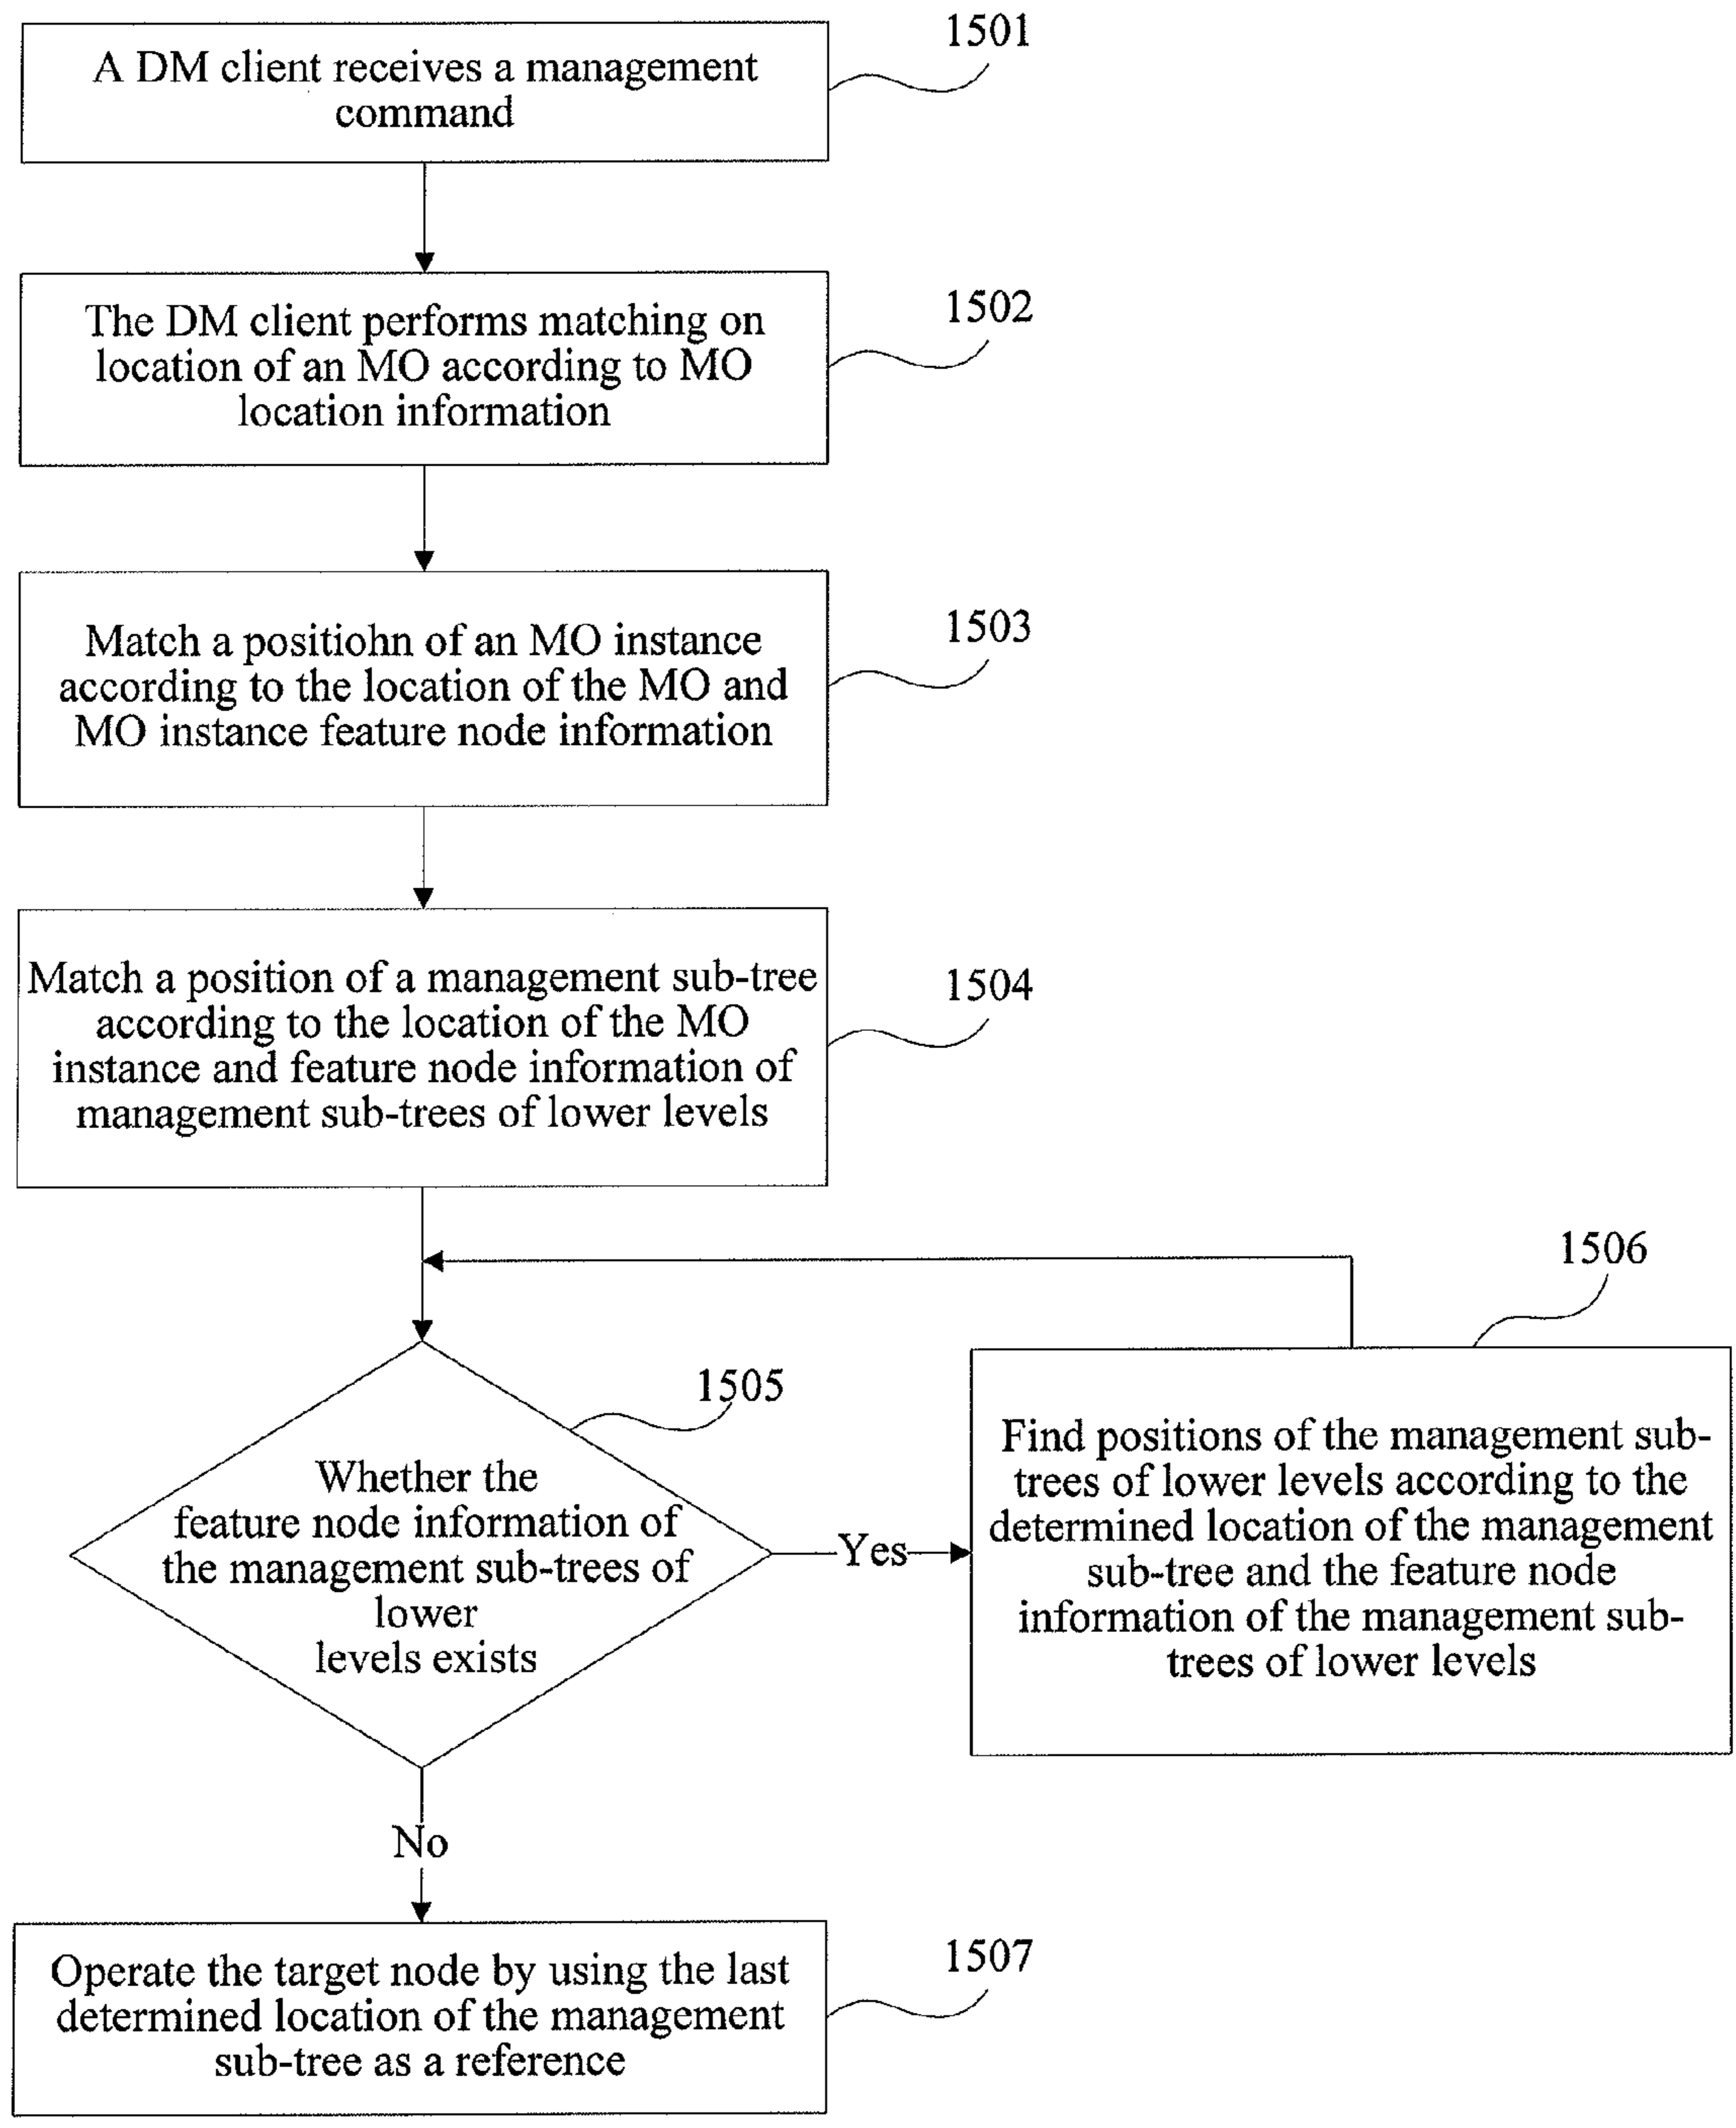 1501
A DM client receives a management
command
1502
The DM client performs matching on
location of an MO according to MO
location information
1503
Match a positiohn of an MO instance
according to the location of the MO and
MO instance feature node information
1504
Match a position of a management sub-tree
according to the location of the MO
instance and feature node information of
management sub-trees of lower levels
1505
Whether the
feature node information of
the management sub-trees of
lower
levels exists
Yes
1506
Find positions of the management sub-
trees of lower levels according to the
determined location of the management
sub-tree and the feature node
information of the management sub-
trees of lower levels
No
1507
Operate the target node by using the last
determined location of the management
sub-tree as a reference